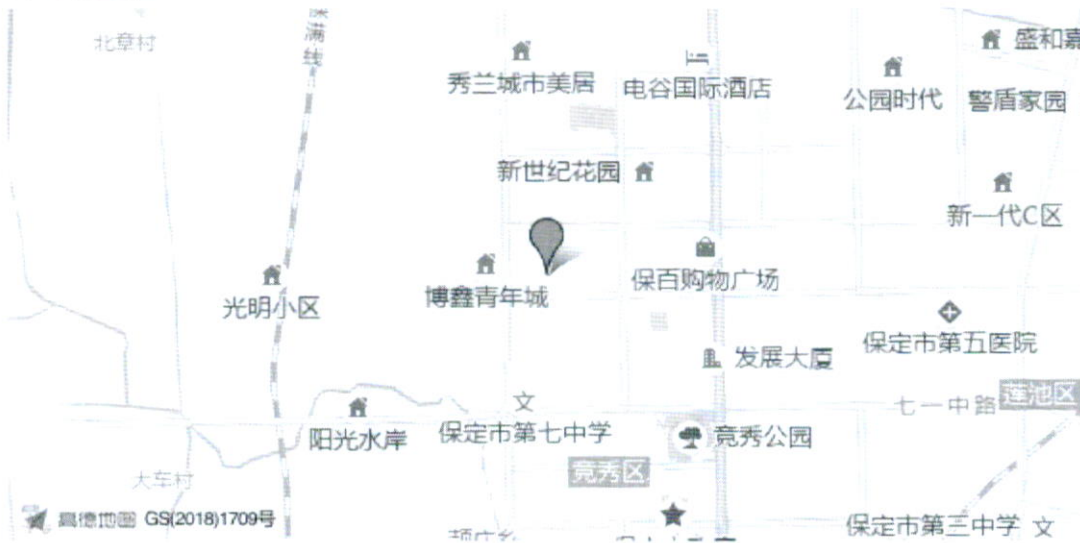 北章村
满线
盛和嘉
秀兰城市美居
电谷国际酒店
公园时代
警盾家园
新世纪花园
新一代C区
保百购物广场
博鑫青年城
光明小区
保定市第五医院
发展大厦
莲池区
七一中路
文
阳光水岸
保定市第七中学
竞秀公园
竞秀区
大车村
高德地图 GS(2018)1709号
保定市第三中学 文